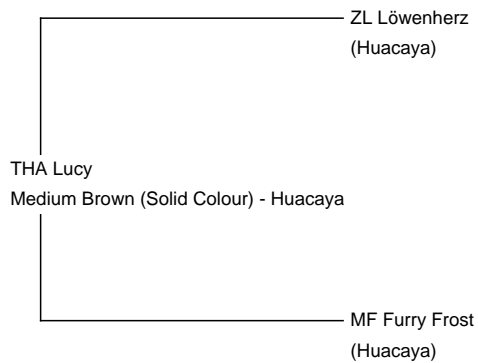 ZL Löwenherz
(Huacaya)
THA Lucy
Medium Brown (Solid Colour) - Huacaya
MF Furry Frost
(Huacaya)